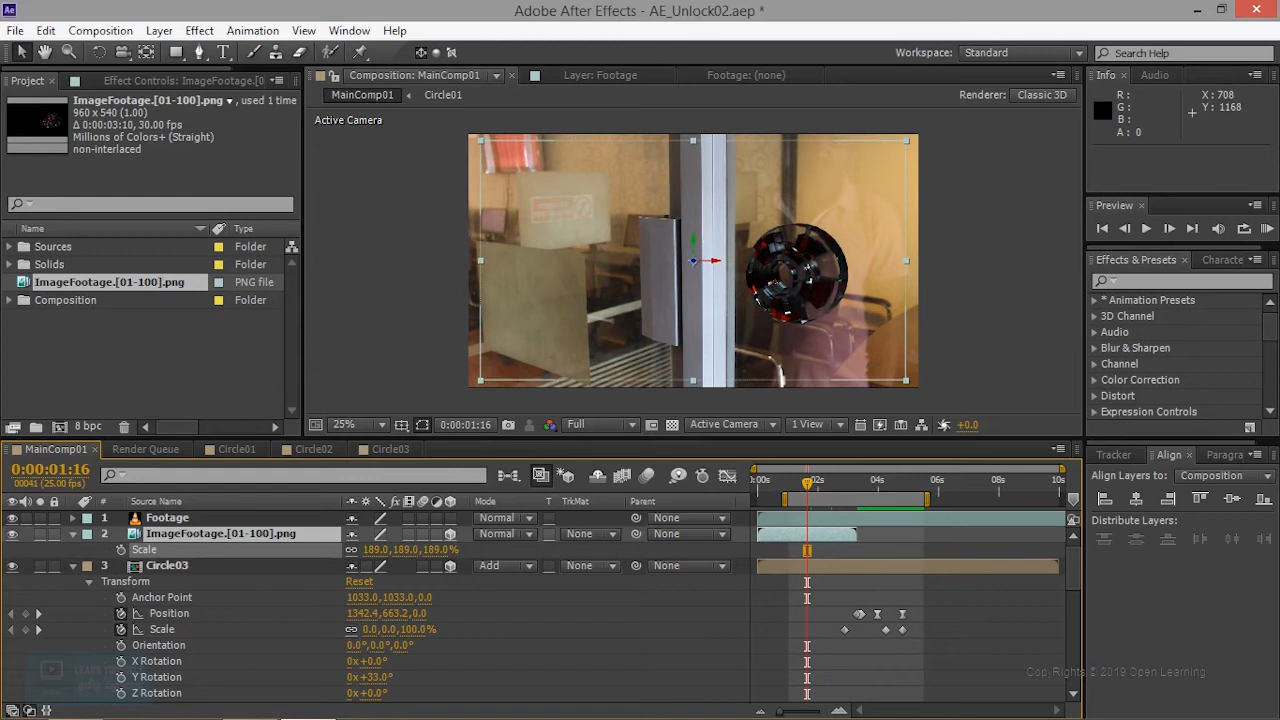 Adobe After Effects - AE_Unlock02.aep *
File Edit Composition Layer Effect Animation View Window Help
Workspace: Standard Search Help
Project Effect Controls: ImageFootage.[0
Composition: MainComp01 Layer: Footage Footage: (none)
Info Audio
ImageFootage.[01-100].png , used 1 time
960 x 540 (1.00)
Δ 0:00:03:10, 30.00 fps
Millions of Colors+ (Straight)
non-interlaced
MainComp01 Circle01
Renderer: Classic 3D
Active Camera
R: X: 708
G: Y: 1168
B:
A: 0
Preview
Name Type
Sources Folder
Solids Folder
ImageFootage.[01-100].png PNG file
Composition Folder
Effects & Presets Characte
* Animation Presets
3D Channel
Audio
Blur & Sharpen
Channel
Color Correction
Distort
Expression Controls
8 bpc
25% 0:00:01:16 Full Active Camera 1 View +0.0
MainComp01 Render Queue Circle01 Circle02 Circle03
Tracker Align Paragra
0:00:01:16
00041 (25.00 fps)
0:00s 02s 04s 06s 08s 10s
Align Layers to: Composition
Distribute Layers:
# Source Name Mode T TrkMat Parent
1 Footage Normal None
2 ImageFootage.[01-100].png Normal None None
Scale 189.0,189.0,189.0%
3 Circle03 Add None None
Transform Reset
Anchor Point 1033.0,1033.0,0.0
Position 1342.4,663.2,0.0
Scale 0.0,0.0,100.0%
Orientation 0.0°,0.0°,0.0°
X Rotation 0x+0.0°
Y Rotation 0x+33.0°
Z Rotation 0x+0.0°
CopyRights © 2019 Open Learning